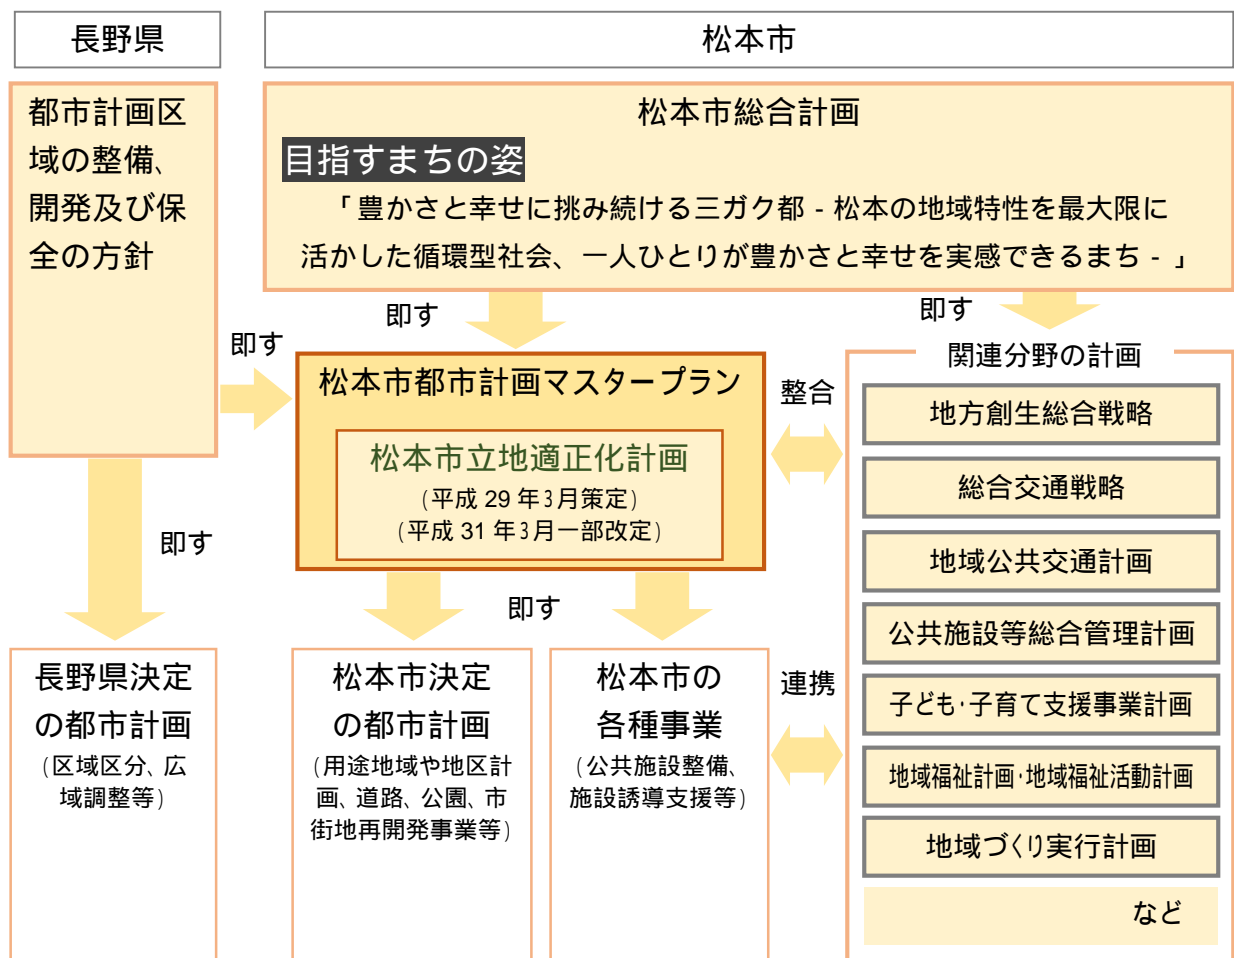 長野県
松本市
都市計画区
域の整備、
開発及び保
全の方針
松本市総合計画
目指すまちの姿
「豊かさと幸せに挑み続ける三ガク都 - 松本の地域特性を最大限に
活かした循環型社会、一人ひとりが豊かさと幸せを実感できるまち - 」
即す
即す
即す
松本市都市計画マスタープラン
松本市立地適正化計画
(平成 29 年3月策定)
(平成 31 年3月一部改定)
整合
関連分野の計画
地方創生総合戦略
総合交通戦略
地域公共交通計画
公共施設等総合管理計画
子ども・子育て支援事業計画
地域福祉計画・地域福祉活動計画
地域づくり実行計画
など
即す
即す
長野県決定
の都市計画
(区域区分、広
域調整等)
松本市決定
の都市計画
(用途地域や地区計
画、道路、公園、市
街地再開発事業等)
松本市の
各種事業
(公共施設整備、
施設誘導支援等)
連携